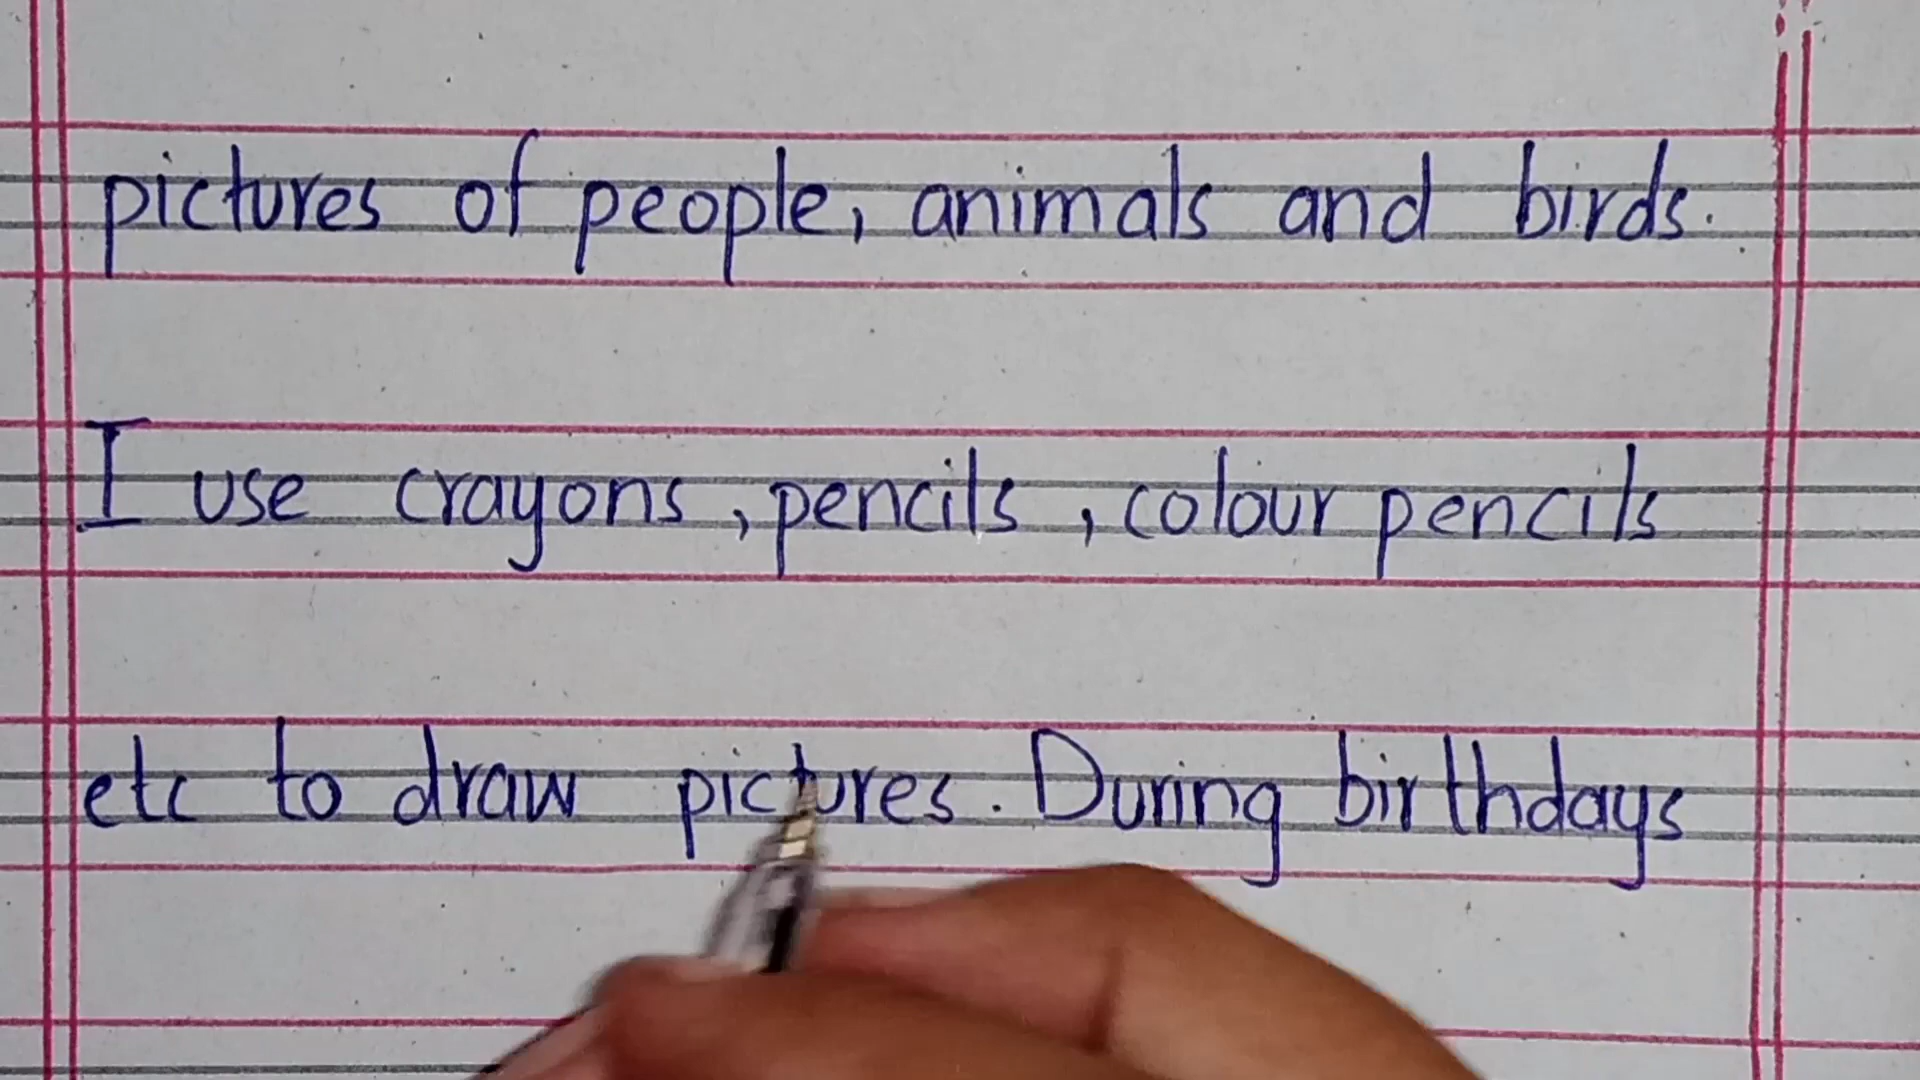 pictures of people, animals and birds.
I use crayons, pencils, colour pencils
etc to draw pictures. During birthdays